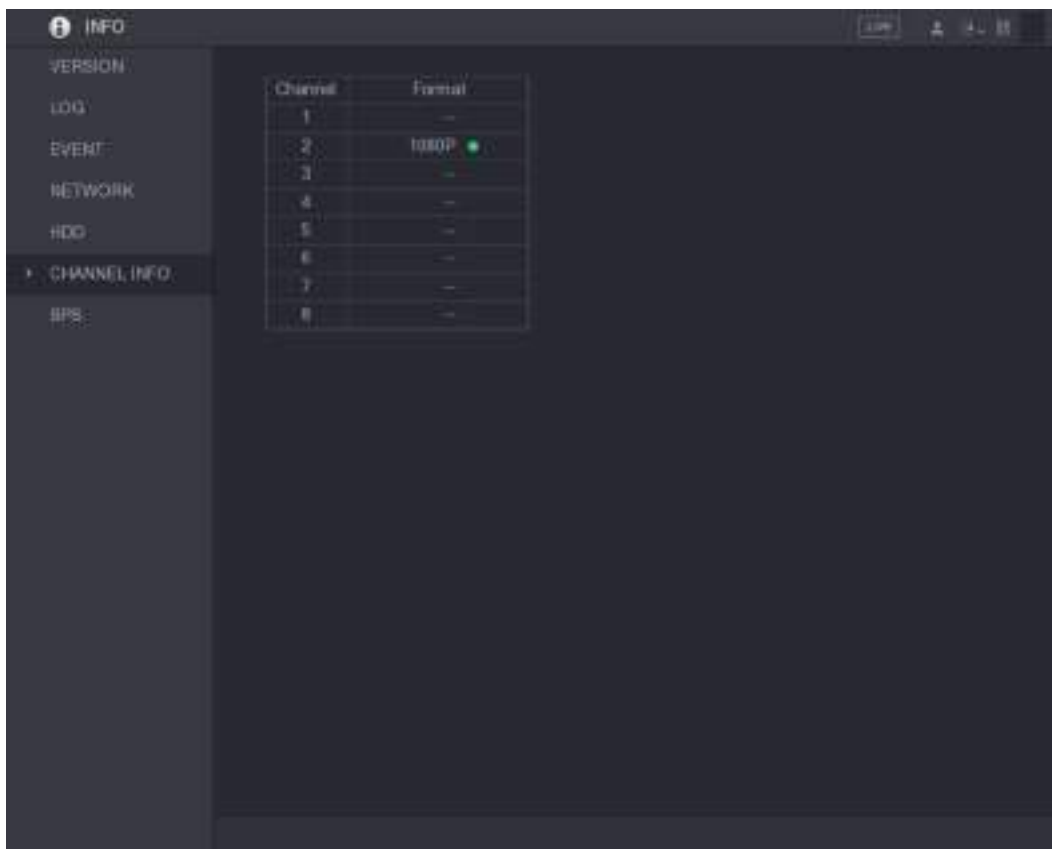 INFO
LIVE
VERSION
LOG
EVENT
NETWORK
HDD
CHANNEL INFO
BPS
Channel Format
1 --
2 1080P
3 --
4 --
5 --
6 --
7 --
8 --